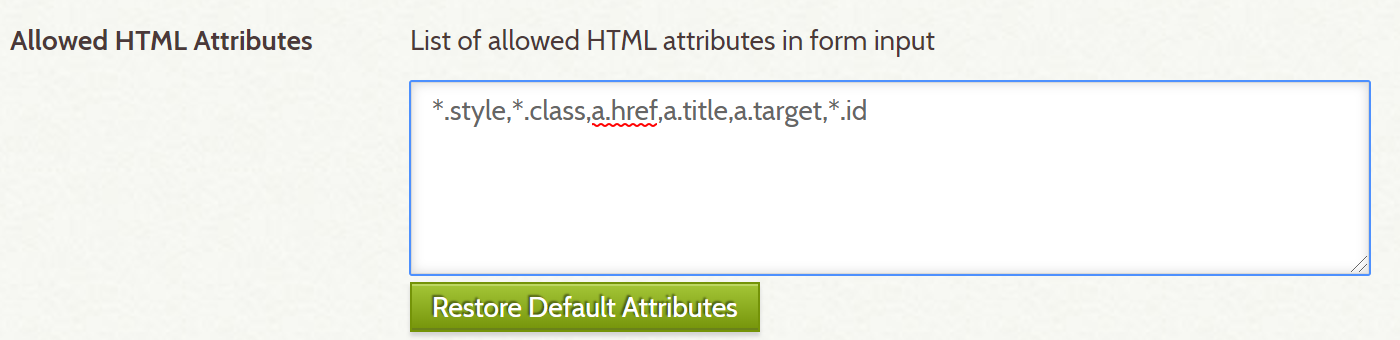 Allowed HTML Attributes
List of allowed HTML attributes in form input
*.style,*.class,a.href,a.title,a.target,*.id
Restore Default Attributes